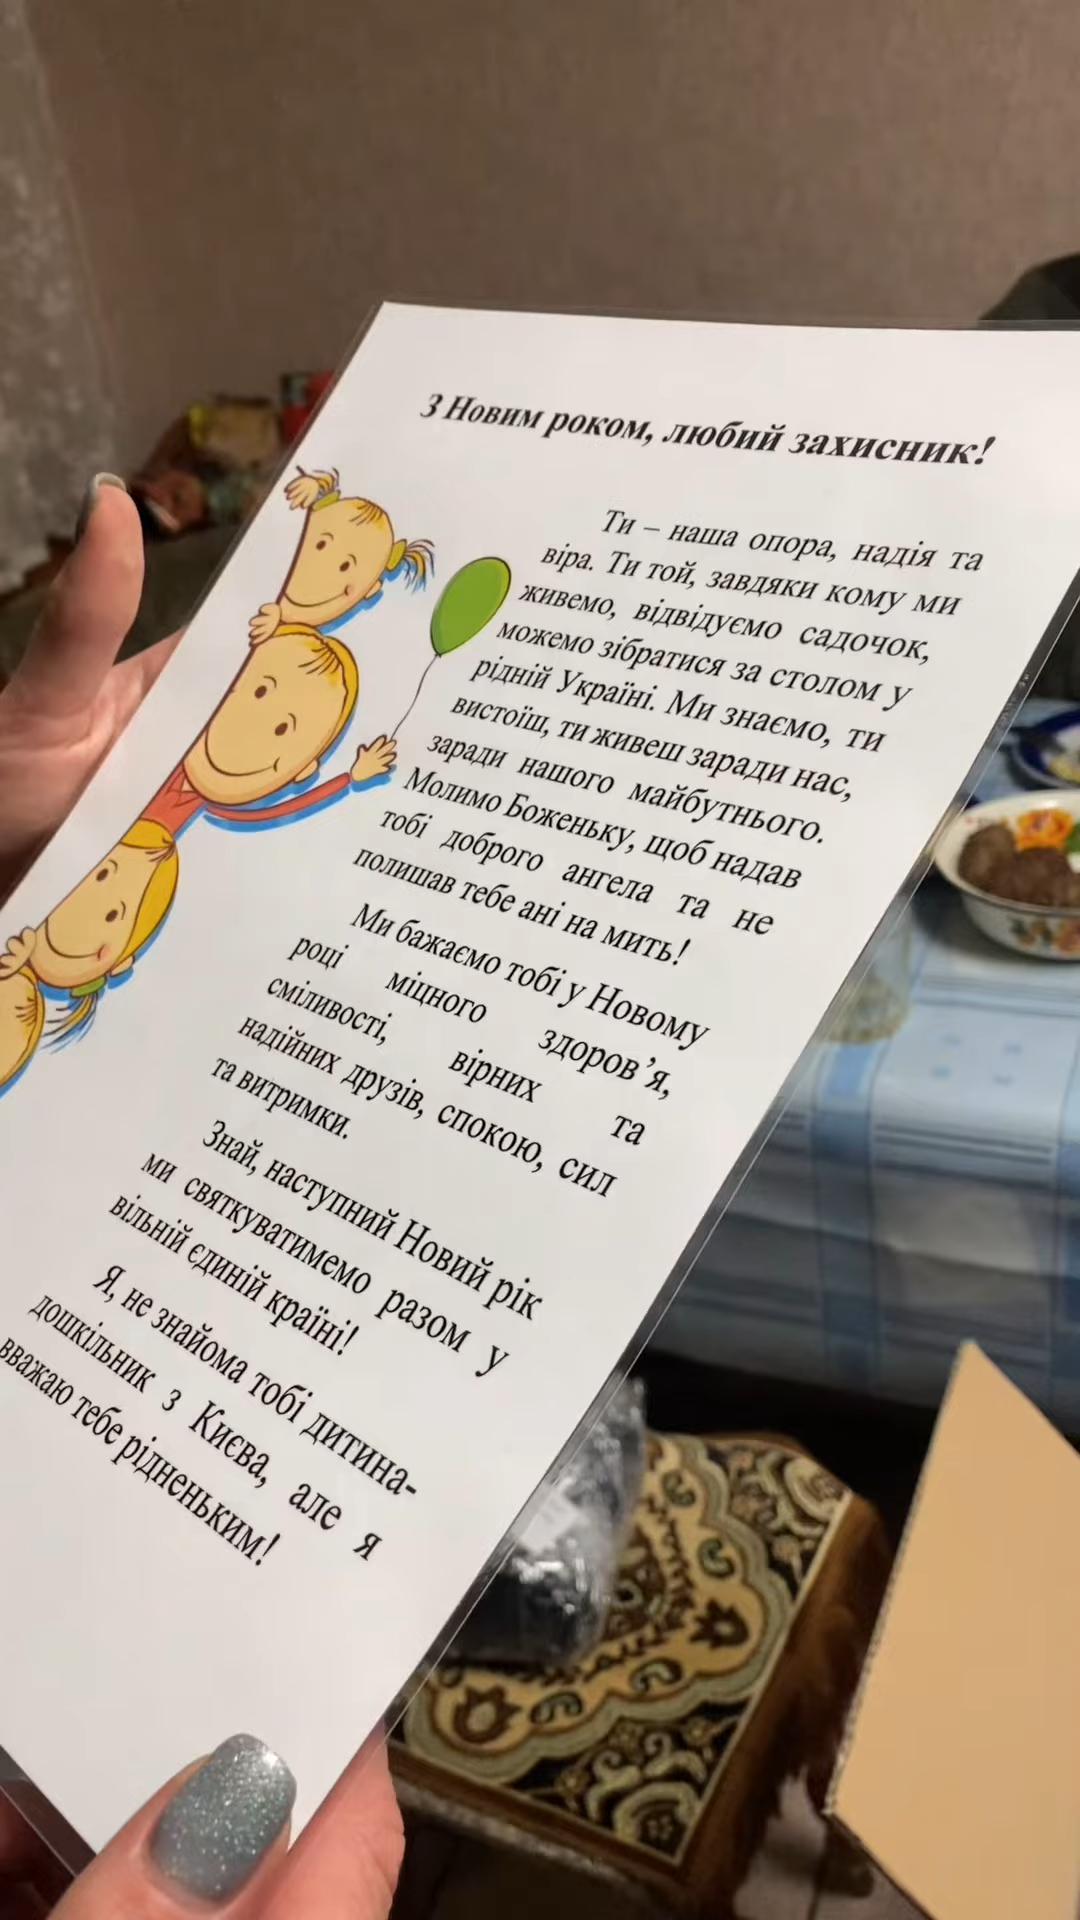 З Новим роком, любий захисник!
Ти – наша опора, надія та
віра. Ти той, завдяки кому ми
живемо, відвідуємо садочок,
можемо зібратися за столом у
рідній Україні. Ми знаємо, ти
вистоїш, ти живеш заради нас,
заради нашого майбутнього.
Молимо Боженьку, щоб надав
тобі доброго ангела та не
полишав тебе ані на мить!
Ми бажаємо тобі у Новому
році міцного здоров’я,
сміливості, вірних та
надійних друзів, спокою, сил
та витримки.
Знай, наступний Новий рік
ми святкуватимемо разом у
вільній єдиній країні!
Я, не знайома тобі дитина-
дошкільник з Києва, але я
вважаю тебе рідненьким!